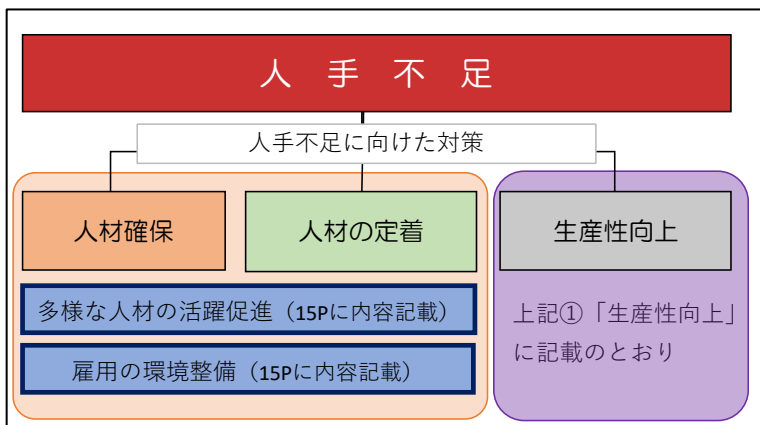 人 手 不 足
人手不足に向けた対策
人材確保
人材の定着
生産性向上
多様な人材の活躍促進（15Pに内容記載）
雇用の環境整備（15Pに内容記載）
上記①「生産性向上」
に記載のとおり